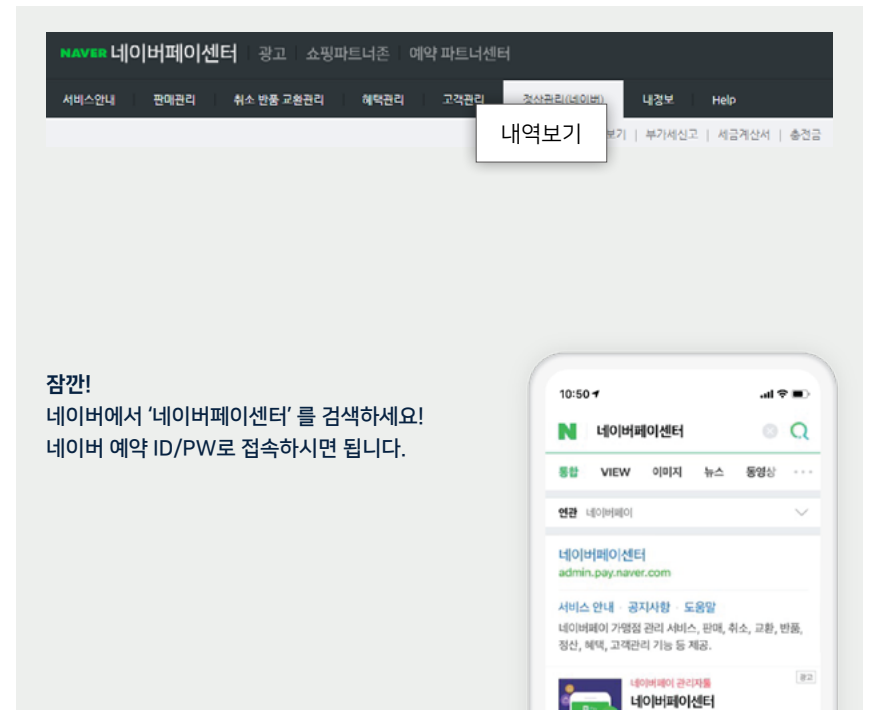 NAVER 네이버페이센터 광고 쇼핑파트너존 예약 파트너센터
서비스안내 판매관리 취소 반품 교환관리 혜택관리 고객관리 정산관리(네이버) 내정보 Help
내역보기 보기 | 부가세신고 | 세금계산서 | 충전금
잠깐!
네이버에서 ‘네이버페이센터’ 를 검색하세요!
네이버 예약 ID/PW로 접속하시면 됩니다.
10:50
N 네이버페이센터
통합 VIEW 이미지 뉴스 동영상 ···
연관 네이버페이
네이버페이센터
admin.pay.naver.com
서비스 안내 · 공지사항 · 도움말
네이버페이 가맹점 관리 서비스, 판매, 취소, 교환, 반품,
정산, 혜택, 고객관리 기능 등 제공.
광고
네이버페이 관리자툴
네이버페이센터